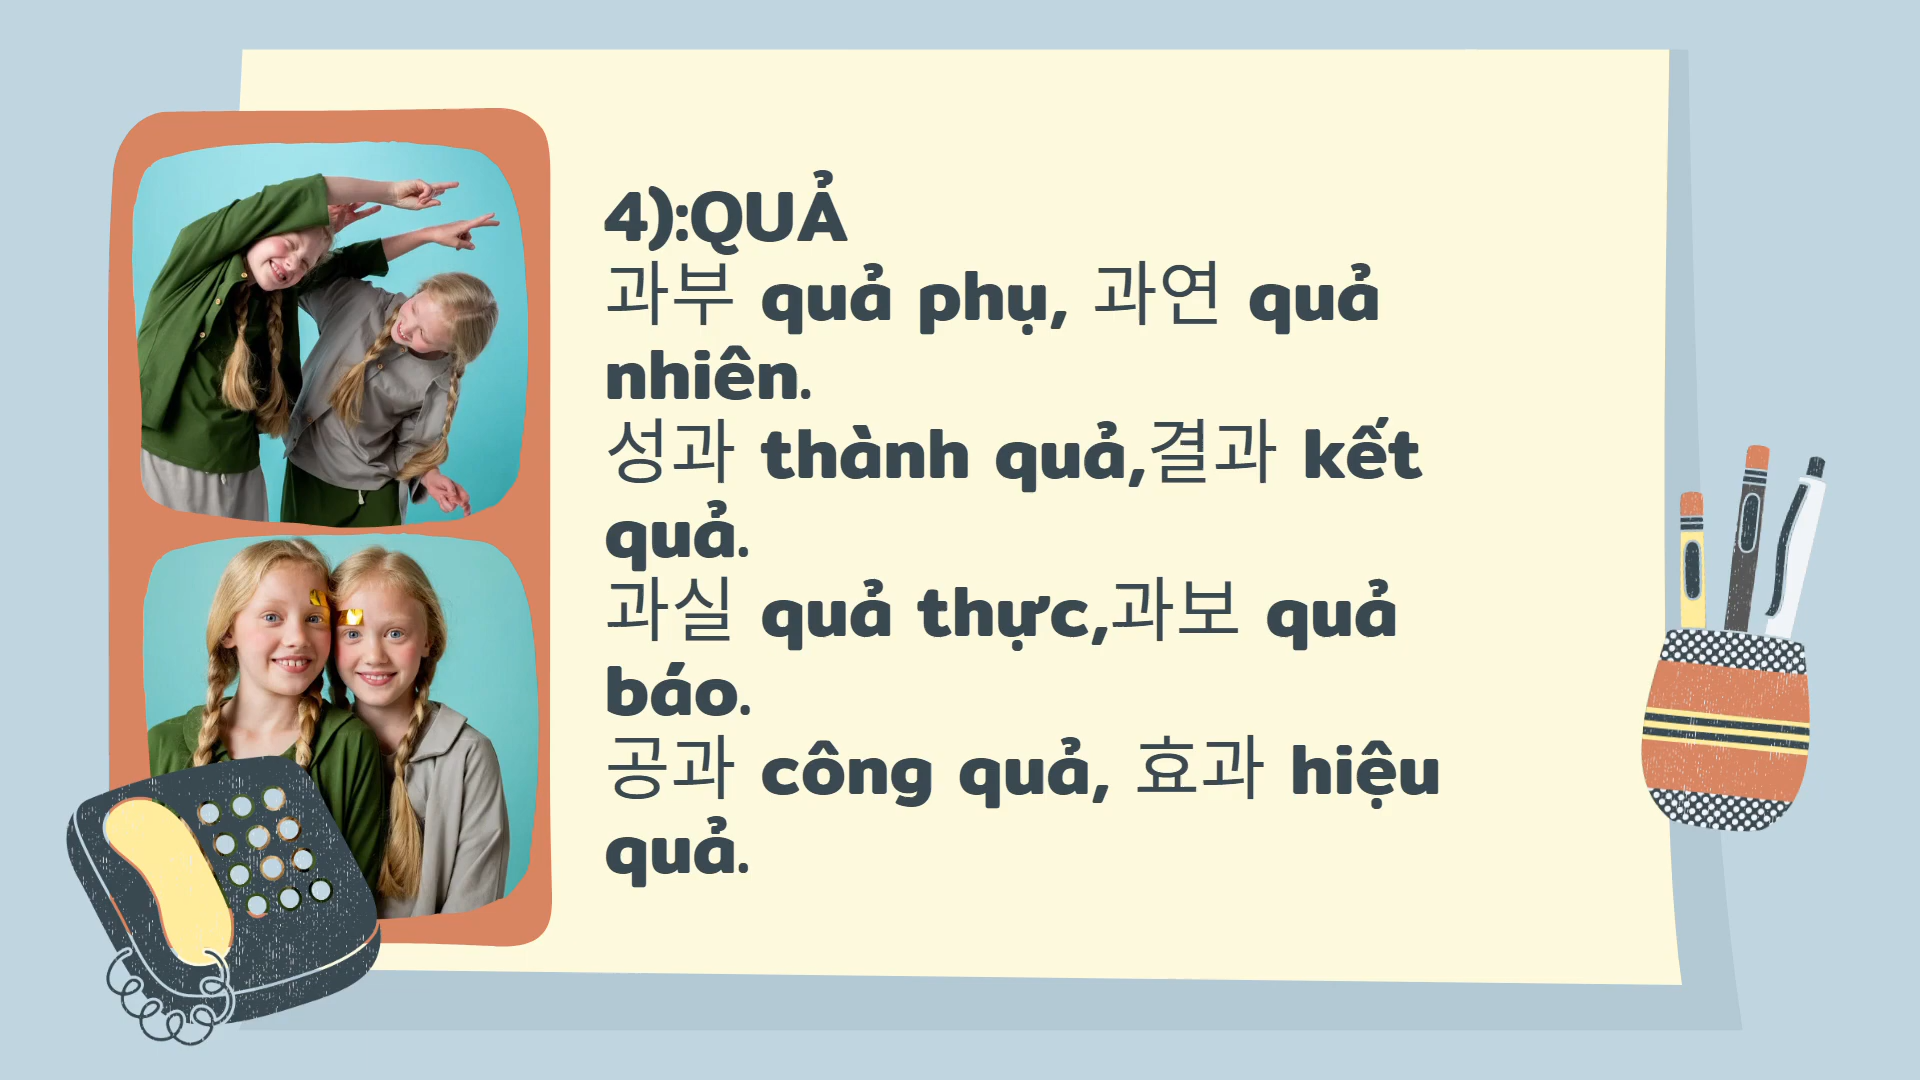 4):QUẢ
과부 quả phụ, 과연 quả
nhiên.
성과 thành quả,결과 kết
quả.
과실 quả thực,과보 quả
báo.
공과 công quả, 효과 hiệu
quả.